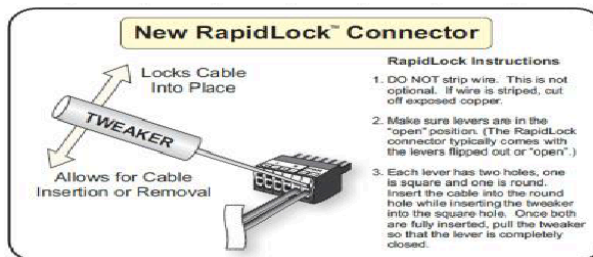 New RapidLock™ Connector
Locks Cable
Into Place
TWEAKER
Allows for Cable
Insertion or Removal
RapidLock Instructions
1. DO NOT strip wire. This is not
optional. If wire is striped, cut
off exposed copper.
2. Make sure levers are in the
"open" position. (The RapidLock
connector typically comes with
the levers flipped out or "open".)
3. Each lever has two holes, one
is square and one is round.
Insert the cable into the round
hole while inserting the tweaker
into the square hole. Once both
are fully inserted, pull the tweaker
so that the lever is completely
closed.